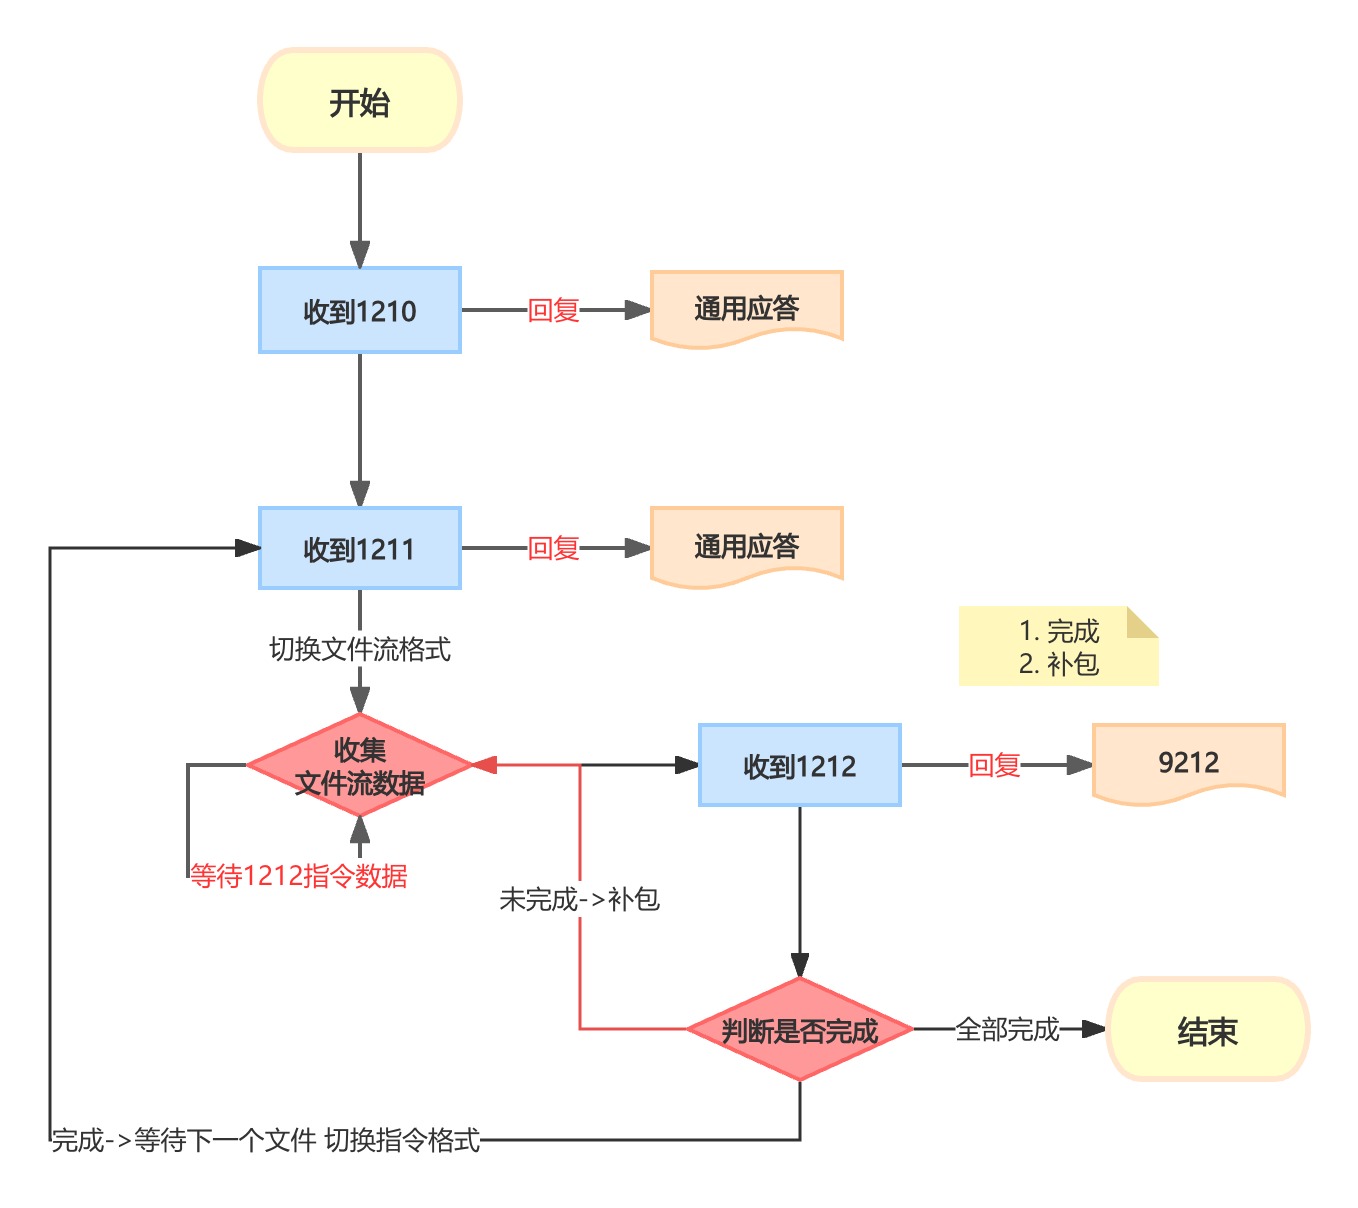 开始
收到1210
回复
通用应答
收到1211
回复
通用应答
切换文件流格式
1. 完成
2. 补包
收集
文件流数据
收到1212
回复
9212
等待1212指令数据
未完成->补包
判断是否完成
全部完成
结束
完成->等待下一个文件 切换指令格式